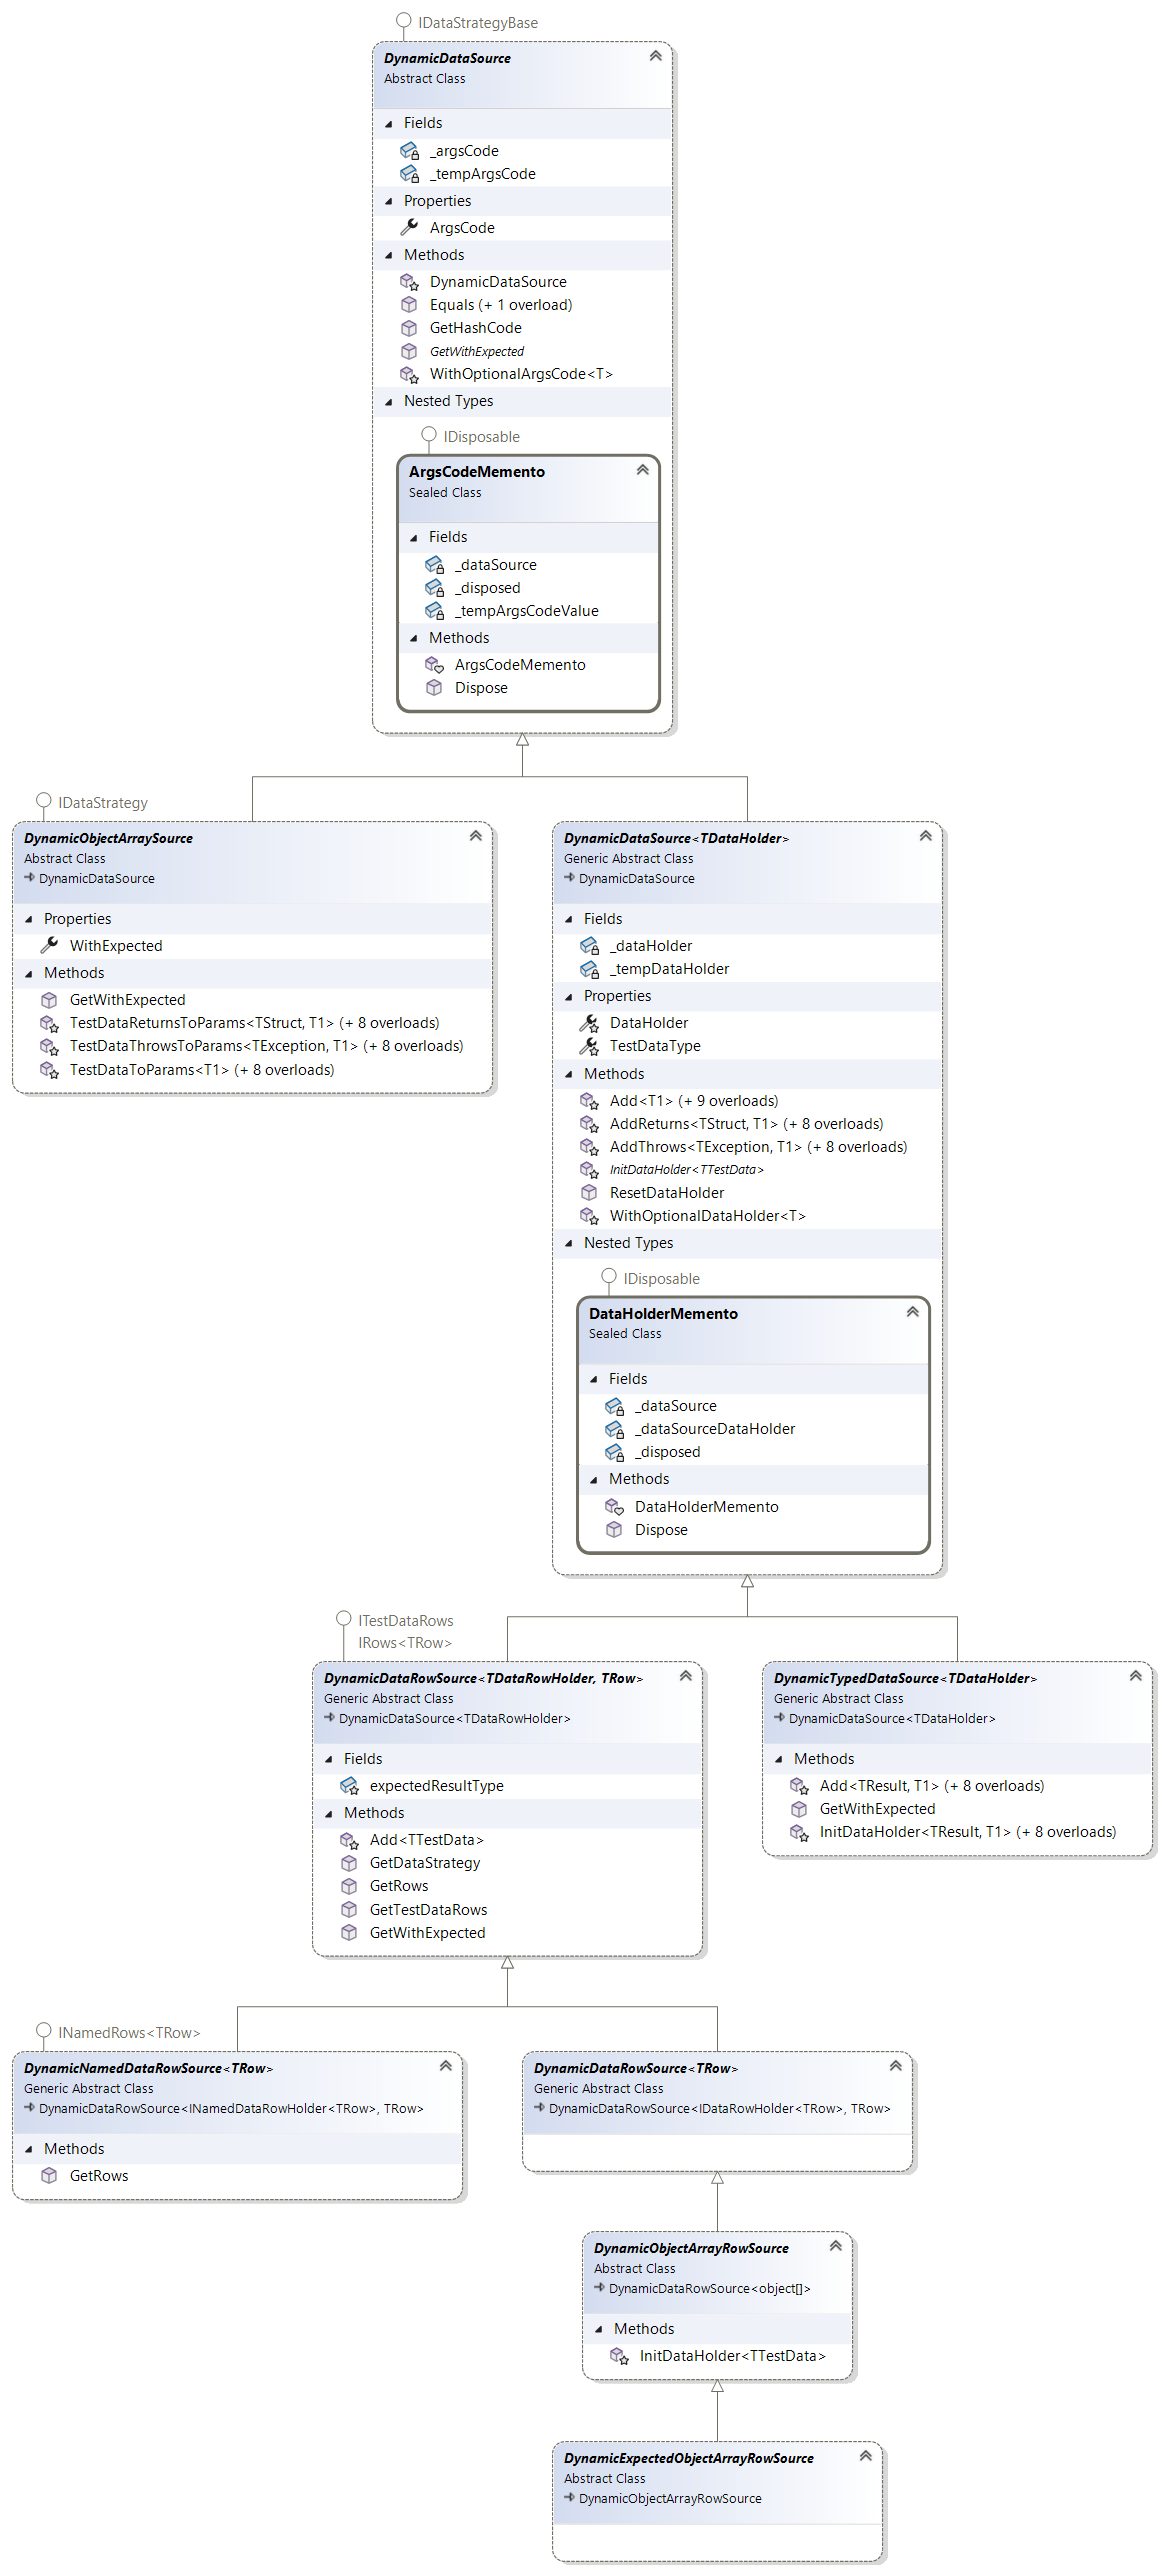 IDataStrategyBase
DynamicDataSource
Abstract Class
Fields
_argsCode
_tempArgsCode
Properties
ArgsCode
Methods
DynamicDataSource
Equals (+ 1 overload)
GetHashCode
GetWithExpected
WithOptionalArgsCode<T>
Nested Types
IDisposable
ArgsCodeMemento
Sealed Class
Fields
_dataSource
_disposed
_tempArgsCodeValue
Methods
ArgsCodeMemento
Dispose
IDataStrategy
DynamicObjectArraySource
Abstract Class
DynamicDataSource
Properties
WithExpected
Methods
GetWithExpected
TestDataReturnsToParams<TStruct, T1> (+ 8 overloads)
TestDataThrowsToParams<TException, T1> (+ 8 overloads)
TestDataToParams<T1> (+ 8 overloads)
DynamicDataSource<TDataHolder>
Generic Abstract Class
DynamicDataSource
Fields
_dataHolder
_tempDataHolder
Properties
DataHolder
TestDataType
Methods
Add<T1> (+ 9 overloads)
AddReturns<TStruct, T1> (+ 8 overloads)
AddThrows<TException, T1> (+ 8 overloads)
InitDataHolder<TTestData>
ResetDataHolder
WithOptionalDataHolder<T>
Nested Types
IDisposable
DataHolderMemento
Sealed Class
Fields
_dataSource
_dataSourceDataHolder
_disposed
Methods
DataHolderMemento
Dispose
ITestDataRows
IRows<TRow>
DynamicDataRowSource<TDataRowHolder, TRow>
Generic Abstract Class
DynamicDataSource<TDataRowHolder>
Fields
expectedResultType
Methods
Add<TTestData>
GetDataStrategy
GetRows
GetTestDataRows
GetWithExpected
DynamicTypedDataSource<TDataHolder>
Generic Abstract Class
DynamicDataSource<TDataHolder>
Methods
Add<TResult, T1> (+ 8 overloads)
GetWithExpected
InitDataHolder<TResult, T1> (+ 8 overloads)
INamedRows<TRow>
DynamicNamedDataRowSource<TRow>
Generic Abstract Class
DynamicDataRowSource<INamedDataRowHolder<TRow>, TRow>
Methods
GetRows
DynamicDataRowSource<TRow>
Generic Abstract Class
DynamicDataRowSource<IDataRowHolder<TRow>, TRow>
DynamicObjectArrayRowSource
Abstract Class
DynamicDataRowSource<object[]>
Methods
InitDataHolder<TTestData>
DynamicExpectedObjectArrayRowSource
Abstract Class
DynamicObjectArrayRowSource